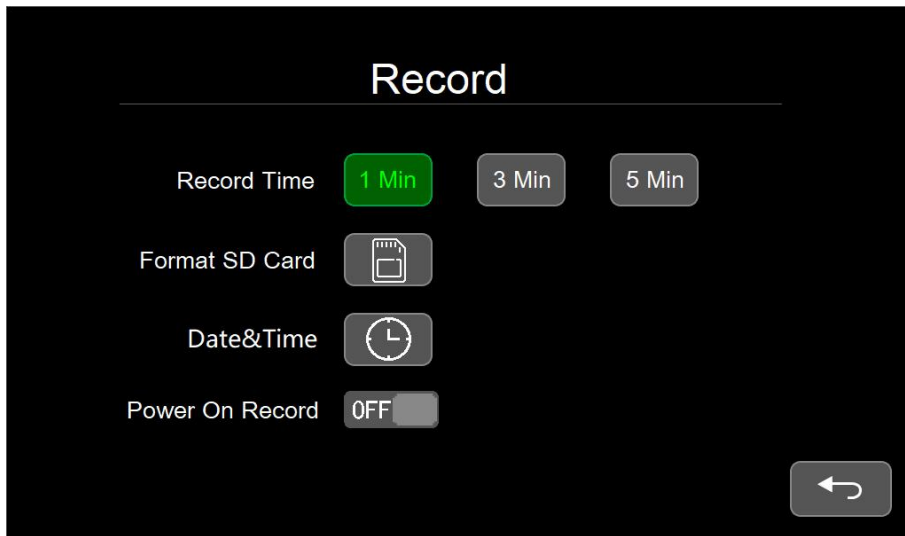 Record
Record Time 1 Min 3 Min 5 Min
Format SD Card
Date&Time
Power On Record OFF